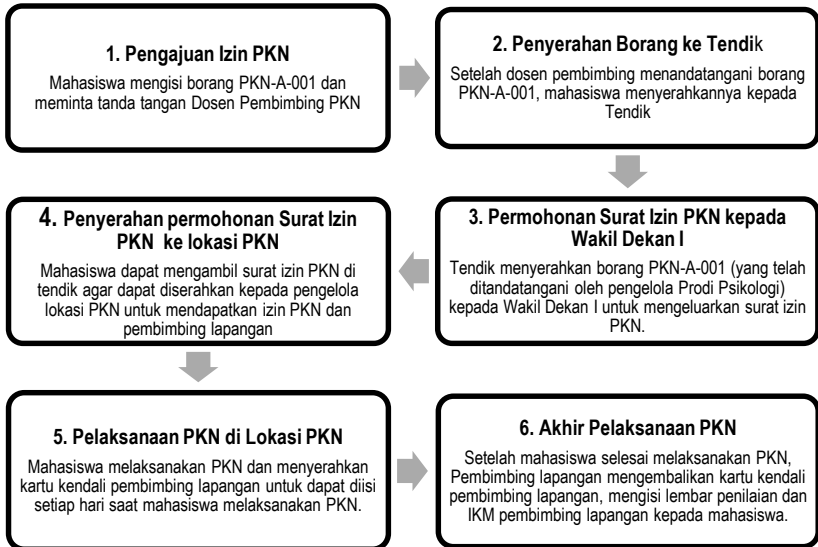 1. Pengajuan Izin PKN
Mahasiswa mengisi borang PKN-A-001 dan
meminta tanda tangan Dosen Pembimbing PKN
2. Penyerahan Borang ke Tendik
Setelah dosen pembimbing menandatangani borang
PKN-A-001, mahasiswa menyerahkannya kepada
Tendik
3. Permohonan Surat Izin PKN kepada
Wakil Dekan I
Tendik menyerahkan borang PKN-A-001 (yang telah
ditandatangani oleh pengelola Prodi Psikologi)
kepada Wakil Dekan I untuk mengeluarkan surat izin
PKN.
4. Penyerahan permohonan Surat Izin
PKN ke lokasi PKN
Mahasiswa dapat mengambil surat izin PKN di
tendik agar dapat diserahkan kepada pengelola
lokasi PKN untuk mendapatkan izin PKN dan
pembimbing lapangan
5. Pelaksanaan PKN di Lokasi PKN
Mahasiswa melaksanakan PKN dan menyerahkan
kartu kendali pembimbing lapangan untuk dapat diisi
setiap hari saat mahasiswa melaksanakan PKN.
6. Akhir Pelaksanaan PKN
Setelah mahasiswa selesai melaksanakan PKN,
Pembimbing lapangan mengembalikan kartu kendali
pembimbing lapangan, mengisi lembar penilaian dan
IKM pembimbing lapangan kepada mahasiswa.